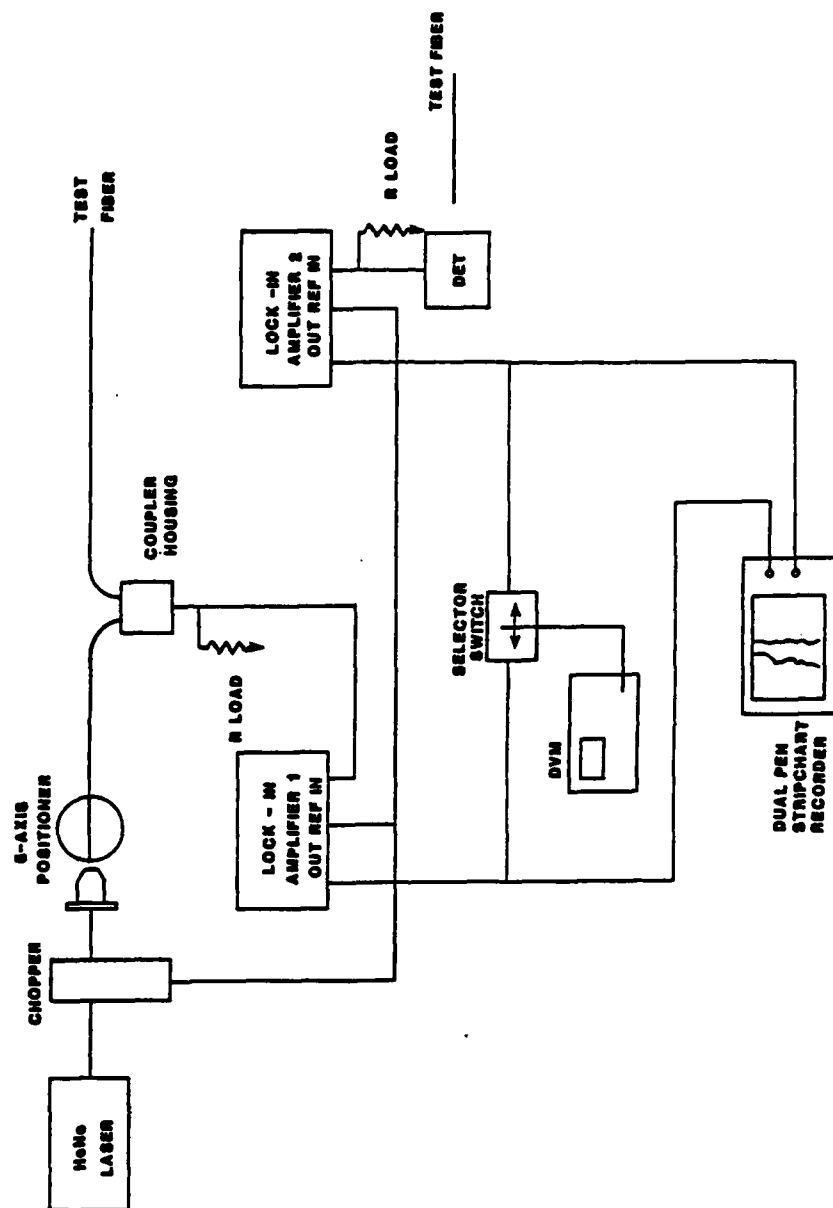 HeNe
LASER
CHOPPER
5-AXIS
POSITIONER
COUPLER
HOUSING
TEST
FIBER
R LOAD
LOCK - IN
AMPLIFIER 1
OUT REF IN
LOCK -IN
AMPLIFIER 2
OUT REF IN
R LOAD
DET
TEST FIBER
SELECTOR
SWITCH
DVM
DUAL PEN
STRIPCHART
RECORDER